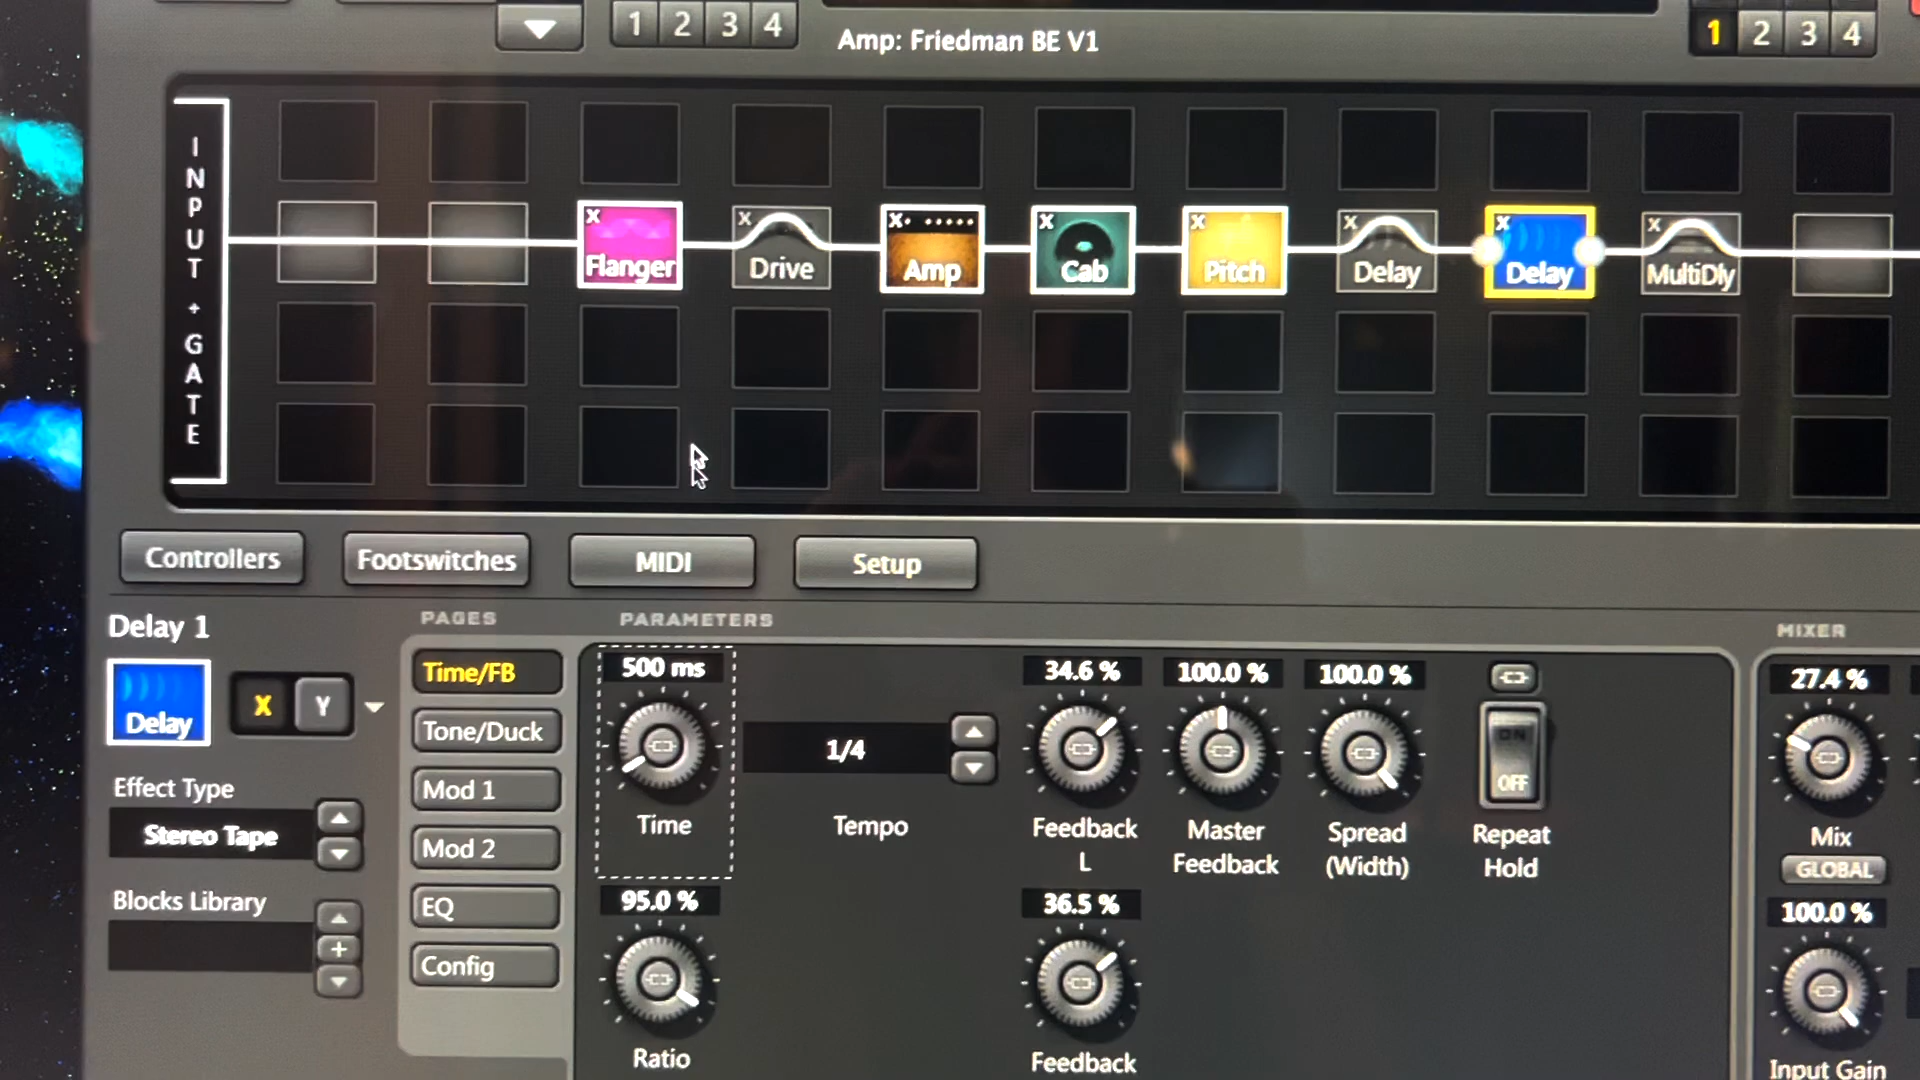 1 2 3 4
Amp: Friedman BE V1
1 2 3 4
INPUT + GATE
X Flanger
X Drive
X Amp
X Cab
X Pitch
X Delay
X Delay
X MultiDly
Controllers
Footswitches
MIDI
Setup
Delay 1
Delay
X Y
Effect Type
Stereo Tape
Blocks Library
+
PAGES
Time/FB
Tone/Duck
Mod 1
Mod 2
EQ
Config
PARAMETERS
500 ms
Time
1/4
Tempo
34.6 %
Feedback
L
100.0 %
Master
Feedback
100.0 %
Spread
(Width)
ON
OFF
Repeat
Hold
95.0 %
Ratio
36.5 %
Feedback
MIXER
27.4 %
Mix
GLOBAL
100.0 %
Input Gain